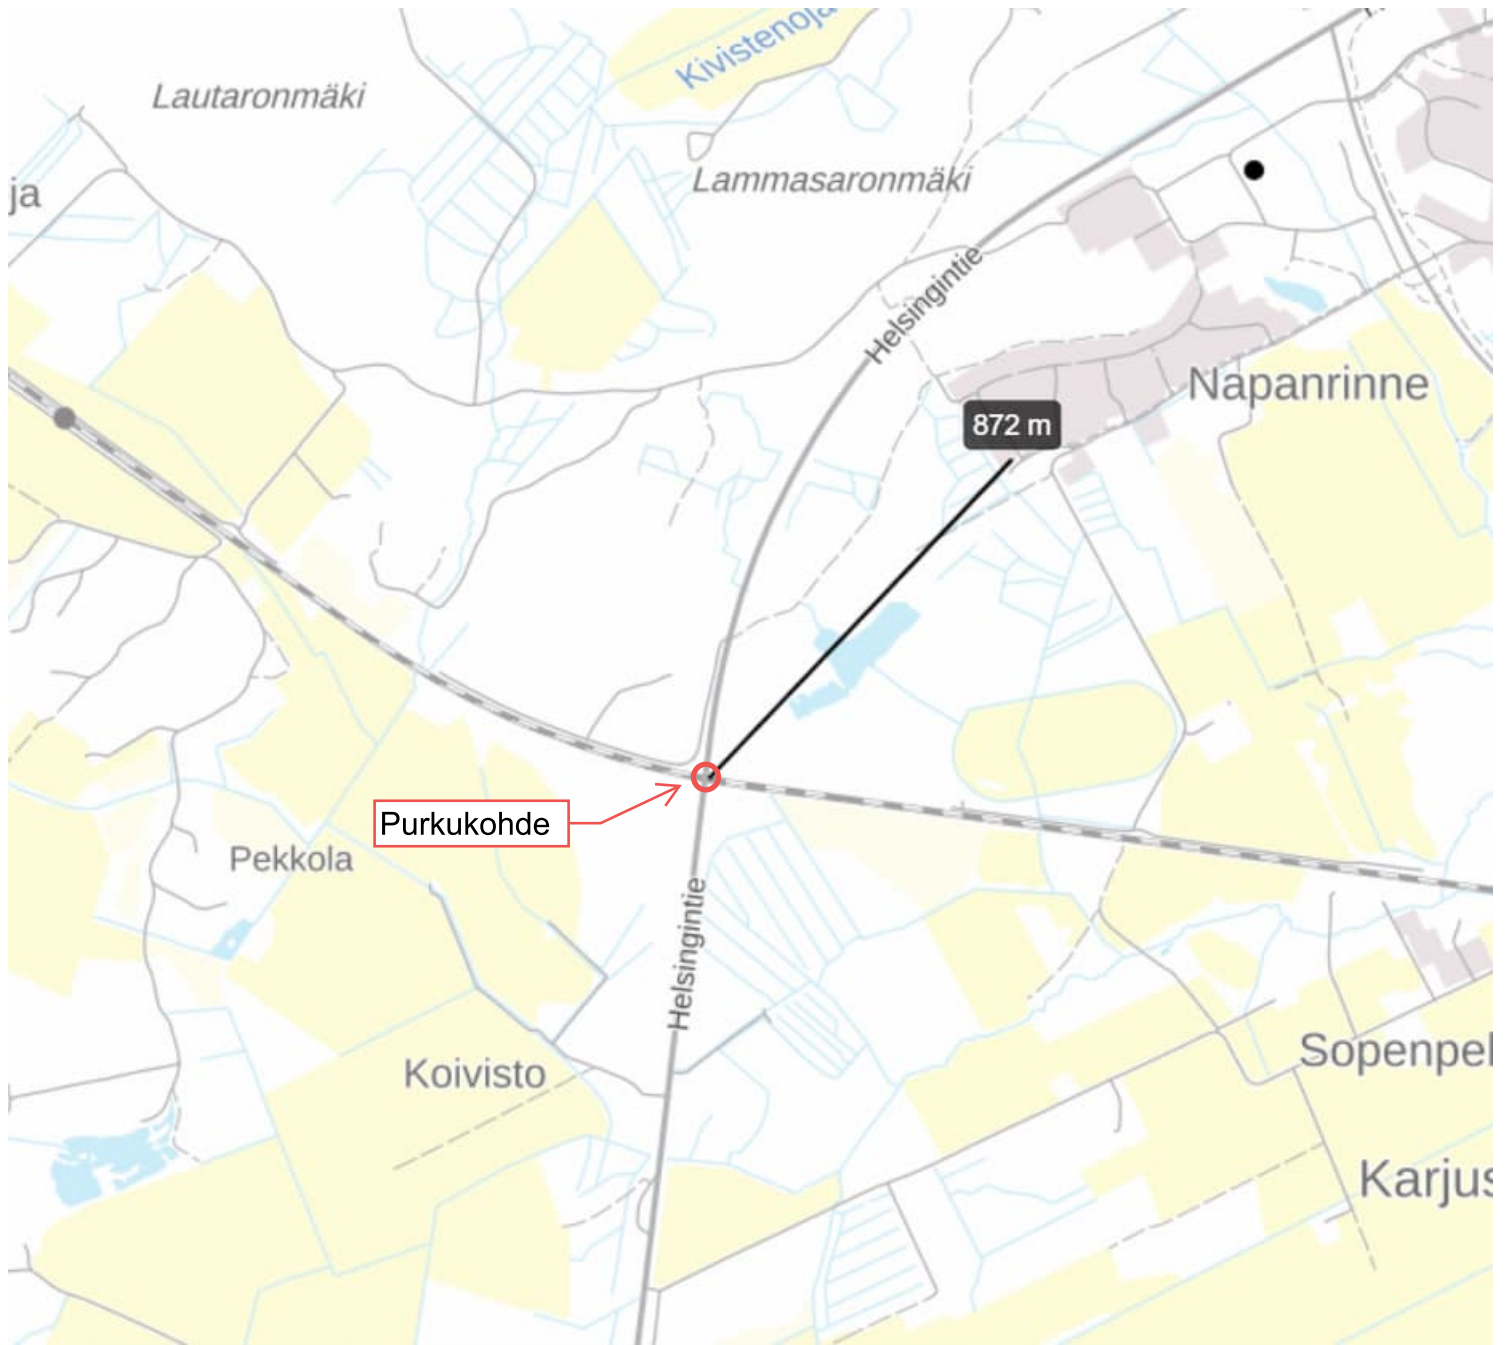 Kivistenoja
Lautaronmäki
Lammasaronmäki
ja
Helsingintie
Napanrinne
872 m
Purkukohde
Pekkola
Helsingintie
Koivisto
Sopenpel
Karjus